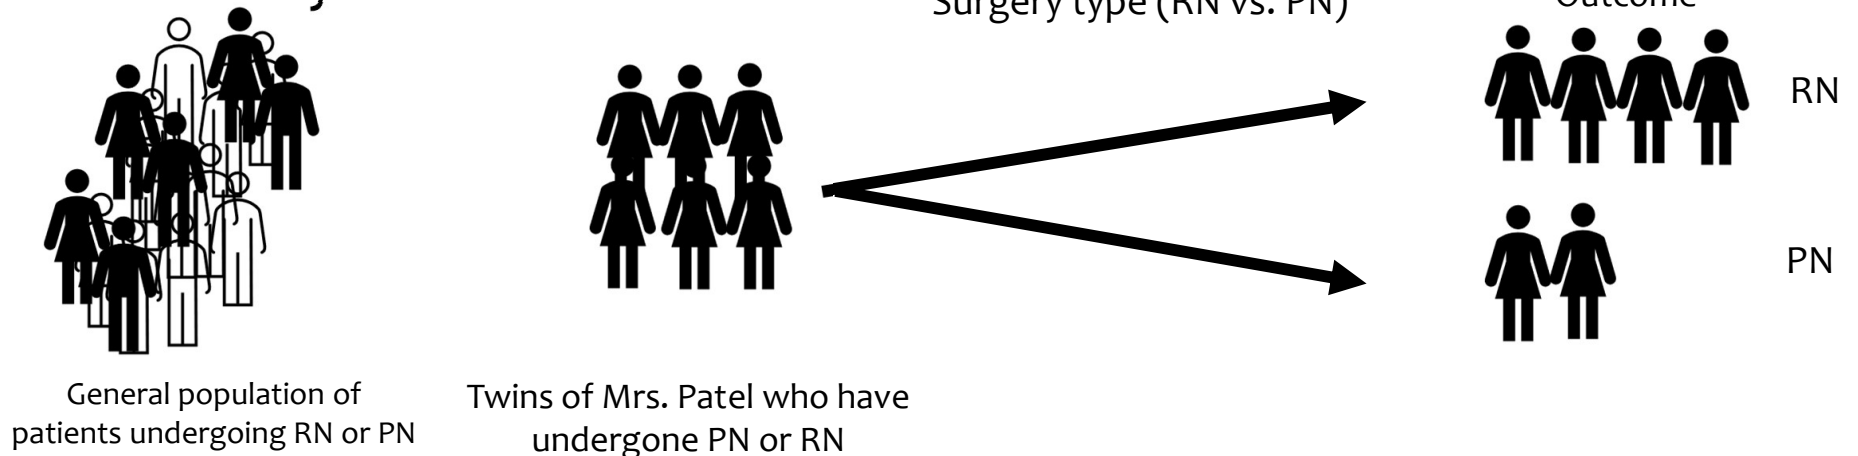 Surgery type (RN vs. PN)
Outcome
RN
PN
General population of
patients undergoing RN or PN
Twins of Mrs. Patel who have
undergone PN or RN